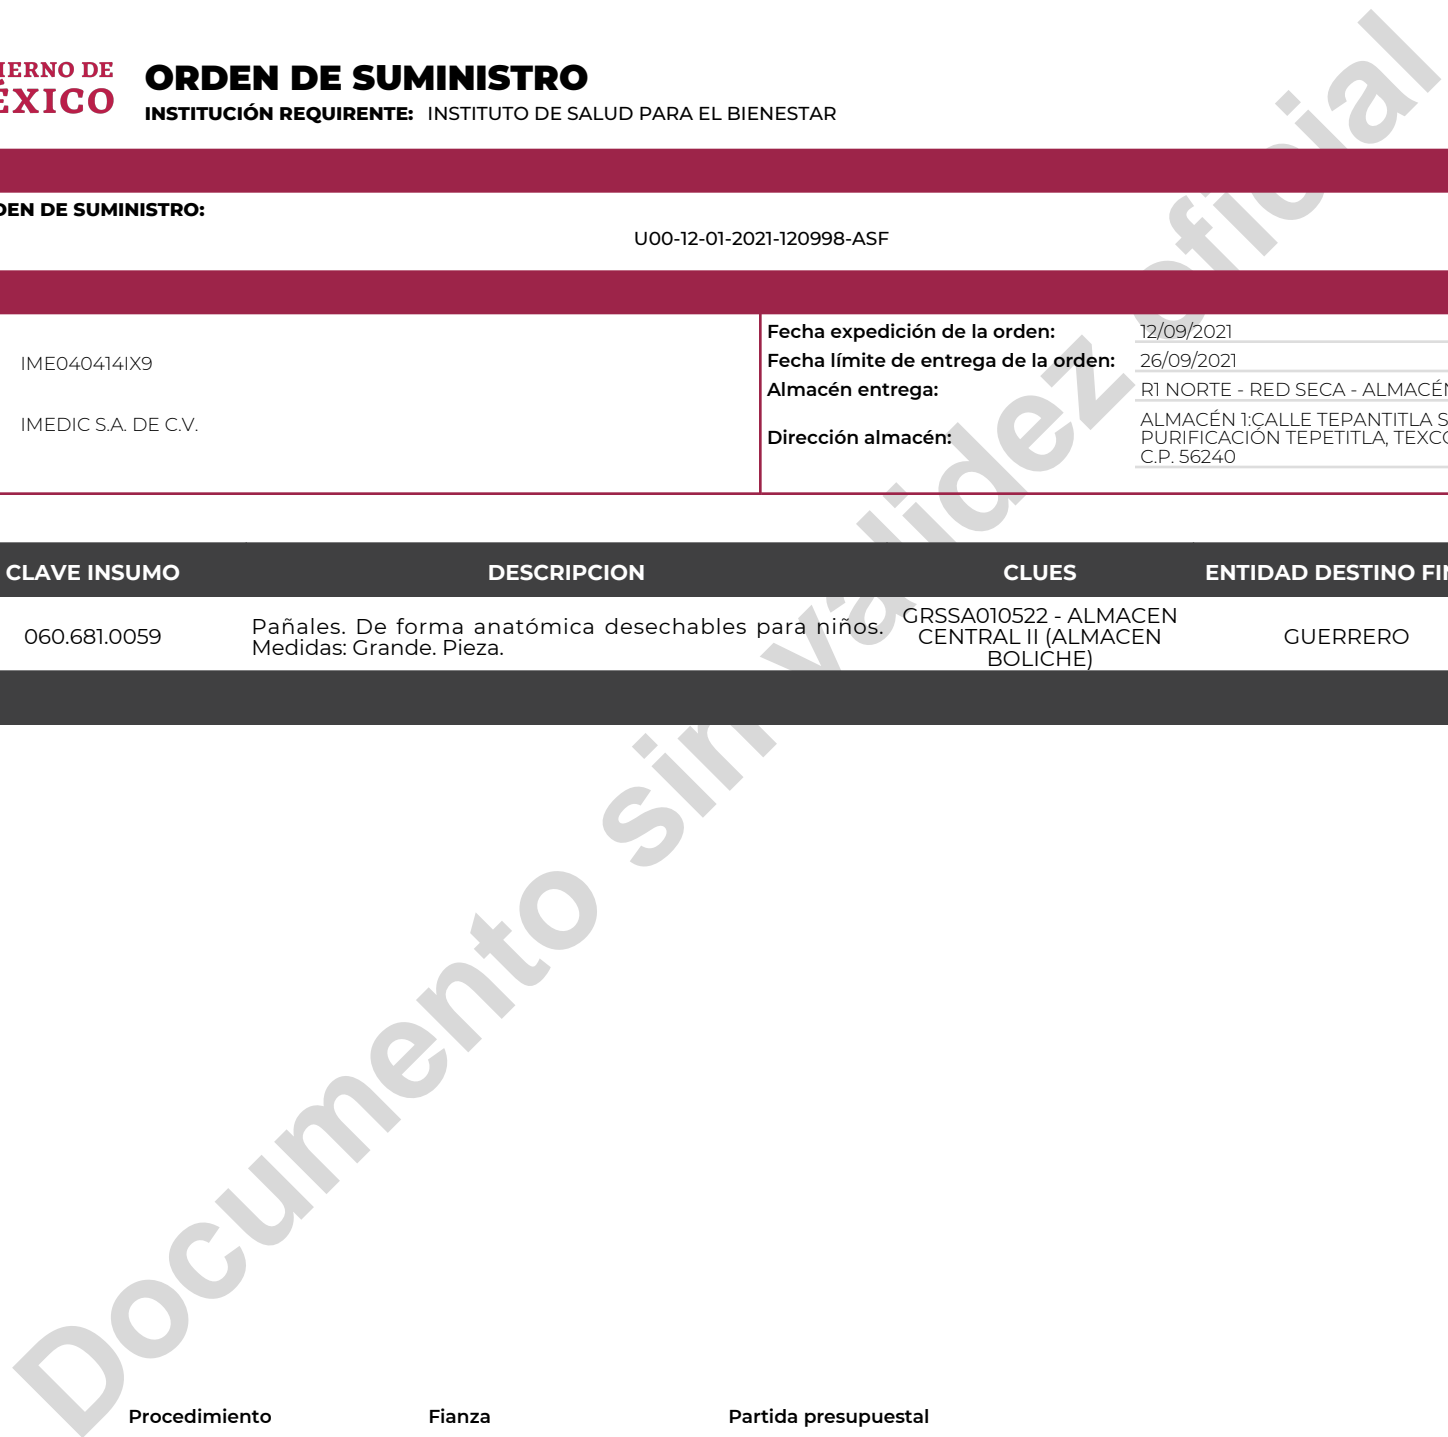 ORDEN DE SUMINISTRO
INSTITUCIÓN REQUIRENTE: INSTITUTO DE SALUD PARA EL BIENESTAR
IERNO DE
ÉXICO
DEN DE SUMINISTRO:
U00-12-01-2021-120998-ASF
IME040414IX9
IMEDIC S.A. DE C.V.
Fecha expedición de la orden: 12/09/2021
Fecha límite de entrega de la orden: 26/09/2021
Almacén entrega: R1 NORTE - RED SECA - ALMACÉN
Dirección almacén:
ALMACÉN 1:CALLE TEPANTITLA S
PURIFICACIÓN TEPETITLA, TEXCO
C.P. 56240
CLAVE INSUMO DESCRIPCION CLUES ENTIDAD DESTINO FIN
060.681.0059
Pañales. De forma anatómica desechables para niños.
Medidas: Grande. Pieza.
GRSSA010522 - ALMACEN
CENTRAL II (ALMACEN
BOLICHE)
GUERRERO
Documento sin validez oficial
Procedimiento Fianza Partida presupuestal